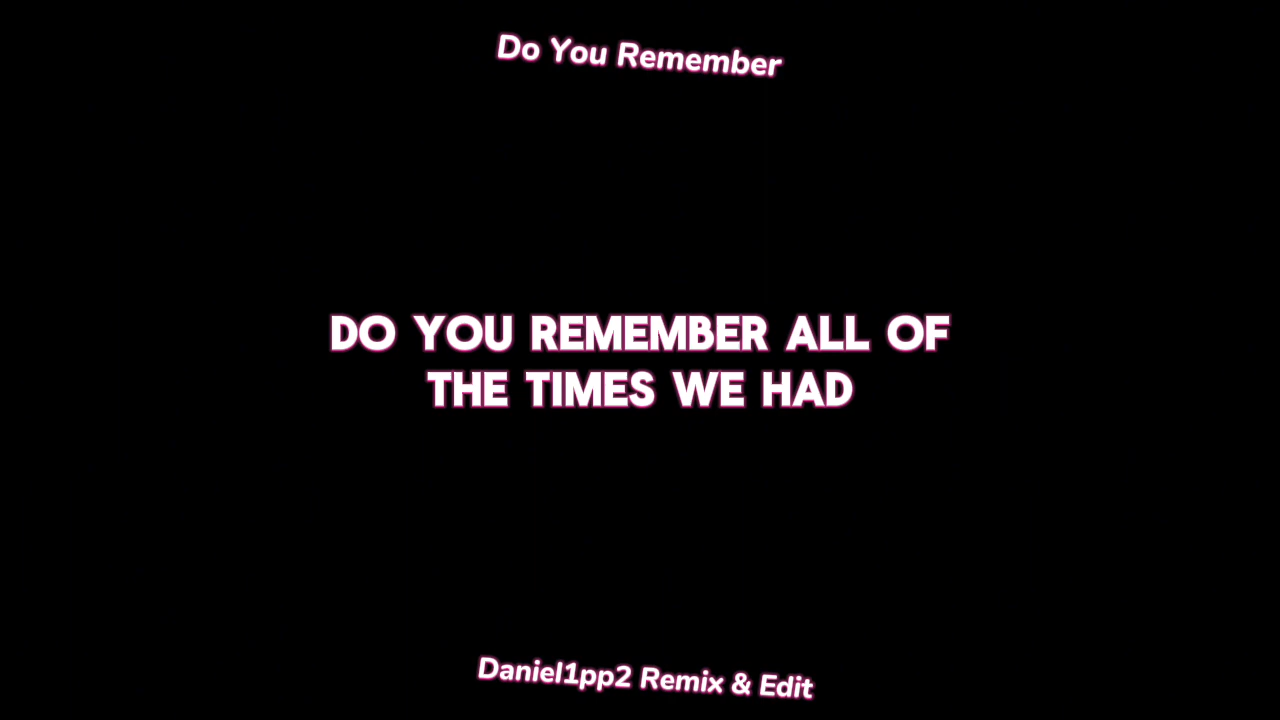 Do You Remember
DO YOU REMEMBER ALL OF
THE TIMES WE HAD
Daniel1pp2 Remix & Edit